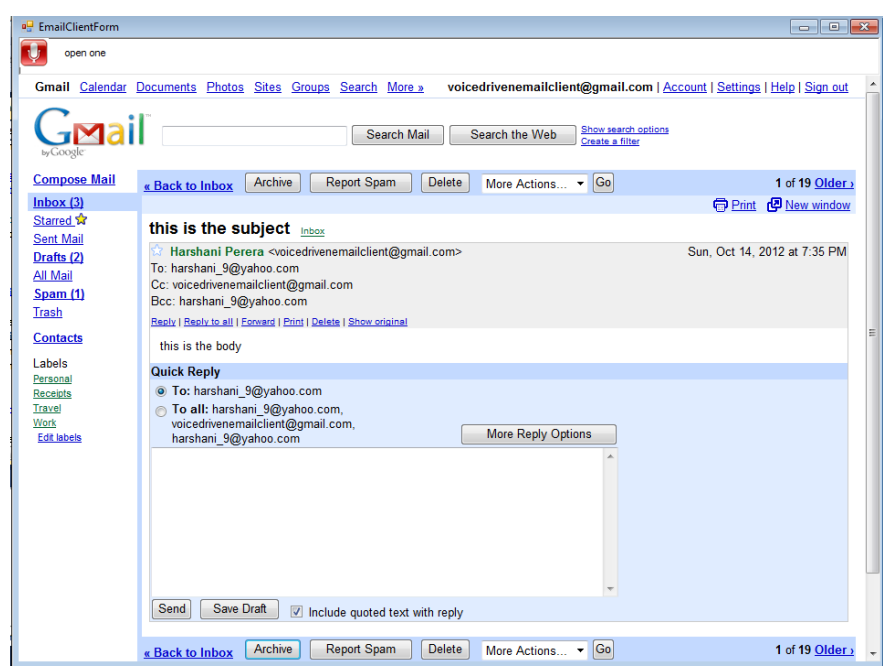 EmailClientForm
open one
Gmail Calendar Documents Photos Sites Groups Search More » voicedrivenemailclient@gmail.com | Account | Settings | Help | Sign out
Gmail™
by Google
Search Mail Search the Web Show search options
Create a filter
Compose Mail
Inbox (3)
Starred
Sent Mail
Drafts (2)
All Mail
Spam (1)
Trash
Contacts
Labels
Personal
Receipts
Travel
Work
Edit labels
« Back to Inbox Archive Report Spam Delete More Actions... Go 1 of 19 Older ›
Print New window
this is the subject Inbox
Harshani Perera <voicedrivenemailclient@gmail.com> Sun, Oct 14, 2012 at 7:35 PM
To: harshani_9@yahoo.com
Cc: voicedrivenemailclient@gmail.com
Bcc: harshani_9@yahoo.com
Reply | Reply to all | Forward | Print | Delete | Show original
this is the body
Quick Reply
To: harshani_9@yahoo.com
To all: harshani_9@yahoo.com,
voicedrivenemailclient@gmail.com,
harshani_9@yahoo.com
More Reply Options
Send Save Draft Include quoted text with reply
« Back to Inbox Archive Report Spam Delete More Actions... Go 1 of 19 Older ›